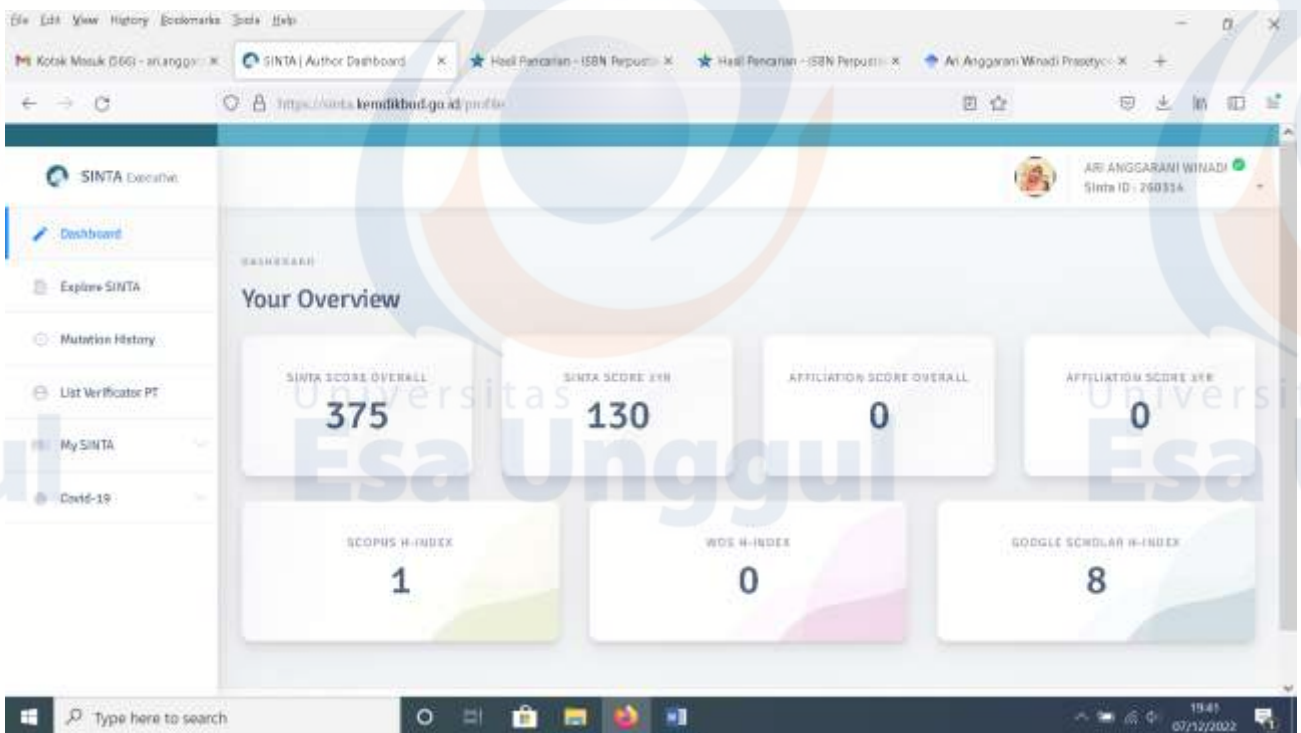 File Edit View History Bookmarks Tools Help
Kotak Masuk (566) - ari.anggar
SINTA | Author Dashboard
Hasil Pencarian - ISBN Perpust
Hasil Pencarian - ISBN Perpust
Ari Anggarani Winadi Prasetyo
https://sinta.kemdikbud.go.id/profile
SINTA Executive
ARI ANGGARANI WINADI
Sinta ID : 260314
Dashboard
Explore SINTA
Mutation History
List Verificator PT
My SINTA
Covid-19
DASHBOARD
Your Overview
SINTA SCORE OVERALL
375
SINTA SCORE 3YR
130
AFFILIATION SCORE OVERALL
0
AFFILIATION SCORE 3YR
0
SCOPUS H-INDEX
1
WOS H-INDEX
0
GOOGLE SCHOLAR H-INDEX
8
Universitas
Esa Unggul
Universi
Esa U
ul
Type here to search
19:41
07/12/2022